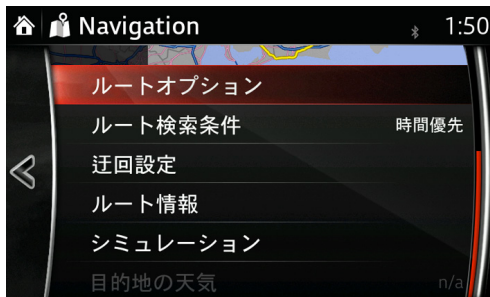 Navigation 1:50
ルートオプション
ルート検索条件 時間優先
迂回設定
ルート情報
シミュレーション
目的地の天気 n/a